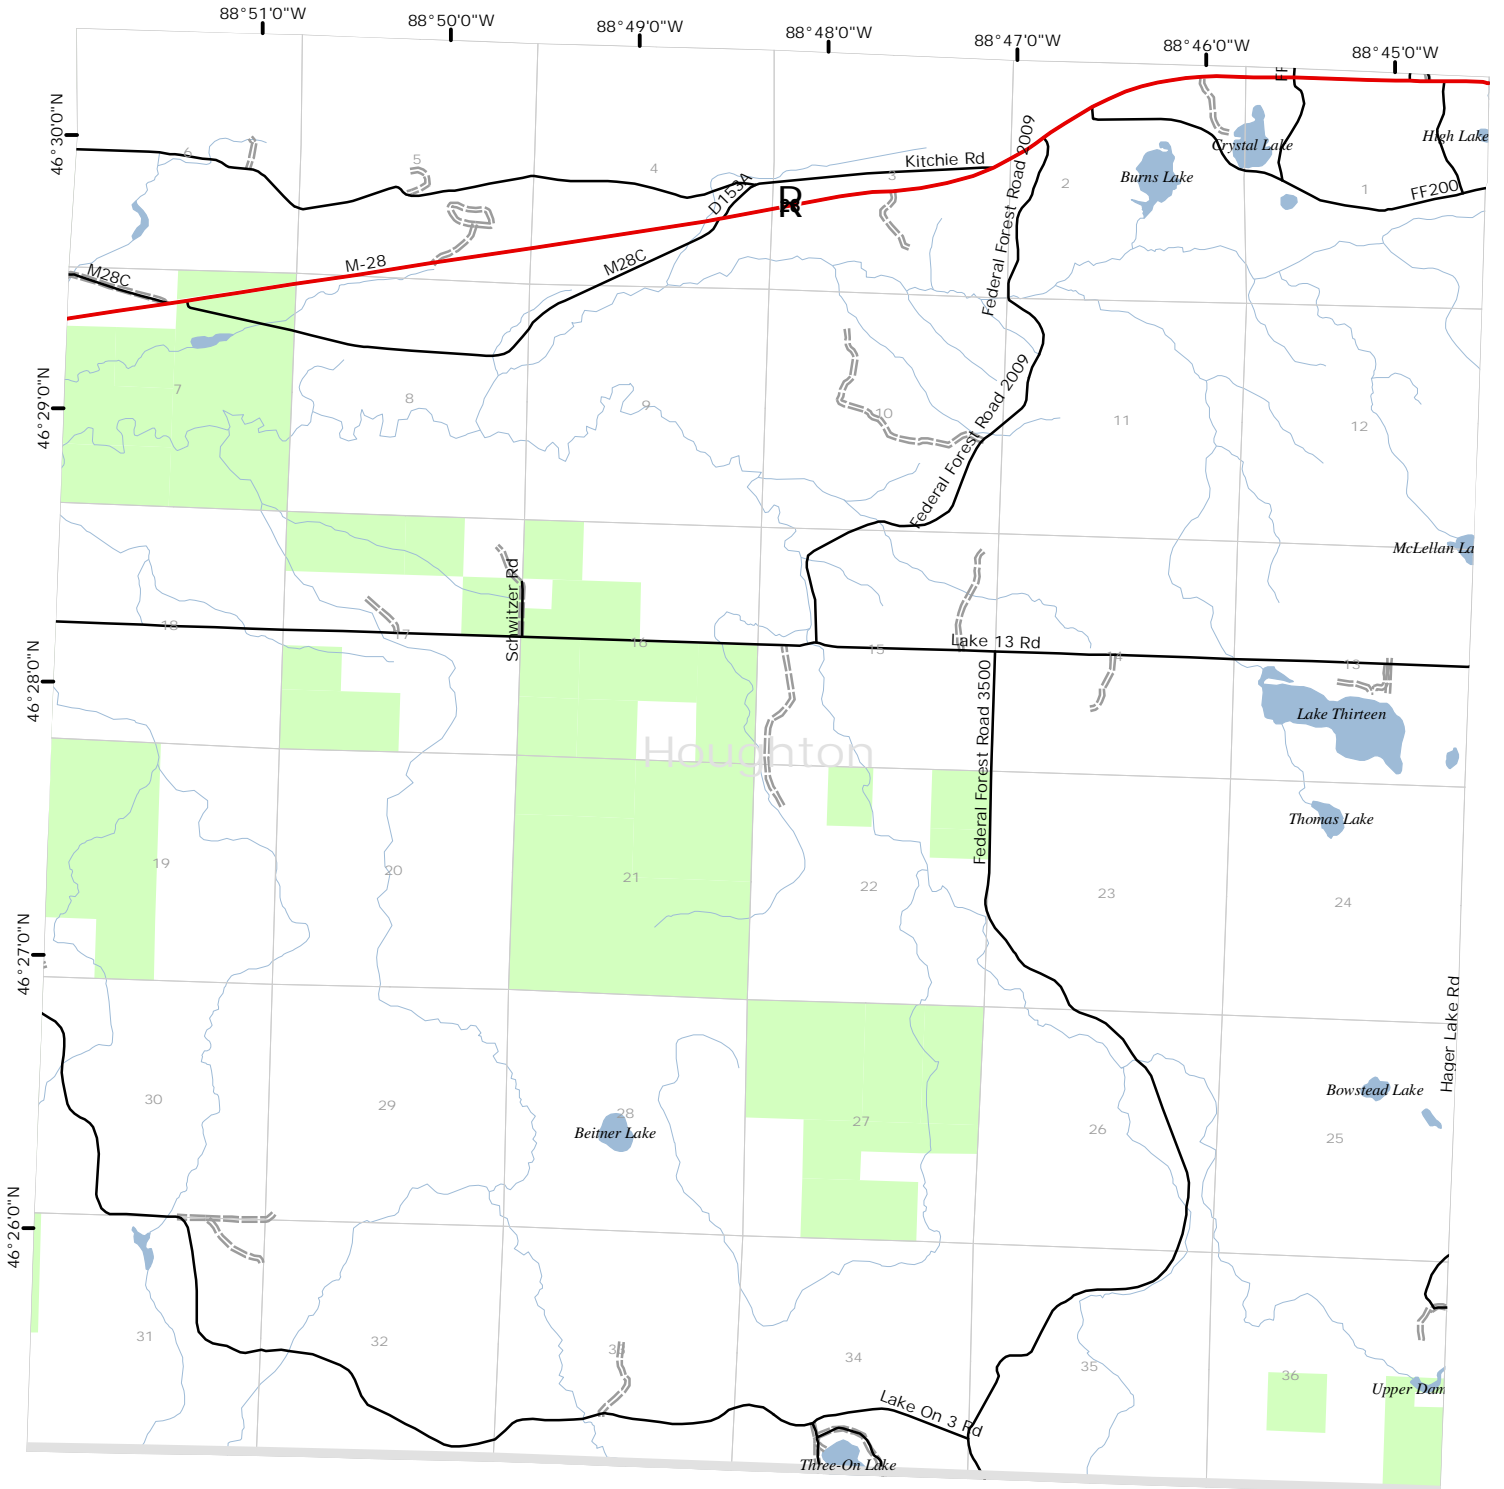 88°51'0"W
88°50'0"W
88°49'0"W
88°48'0"W
88°47'0"W
88°46'0"W
88°45'0"W
FF
46°30'0"N
6
5
4
Kitchie Rd
3
Federal Forest Road 2009
2
Burns Lake
Crystal Lake
High Lake
1
FF200
D153A
R
28
M28C
M-28
M28C
46°29'0"N
7
8
9
10
Federal Forest Road 2009
11
12
McLellan La
Schwitzer Rd
18
17
16
15
Lake 13 Rd
14
13
46°28'0"N
Lake Thirteen
Houghton
Federal Forest Road 3500
Thomas Lake
19
20
21
22
23
24
46°27'0"N
Hager Lake Rd
30
29
28
Beitner Lake
27
26
Bowstead Lake
25
46°26'0"N
31
32
33
34
35
36
Upper Dam
Lake On 3 Rd
Three-On Lake